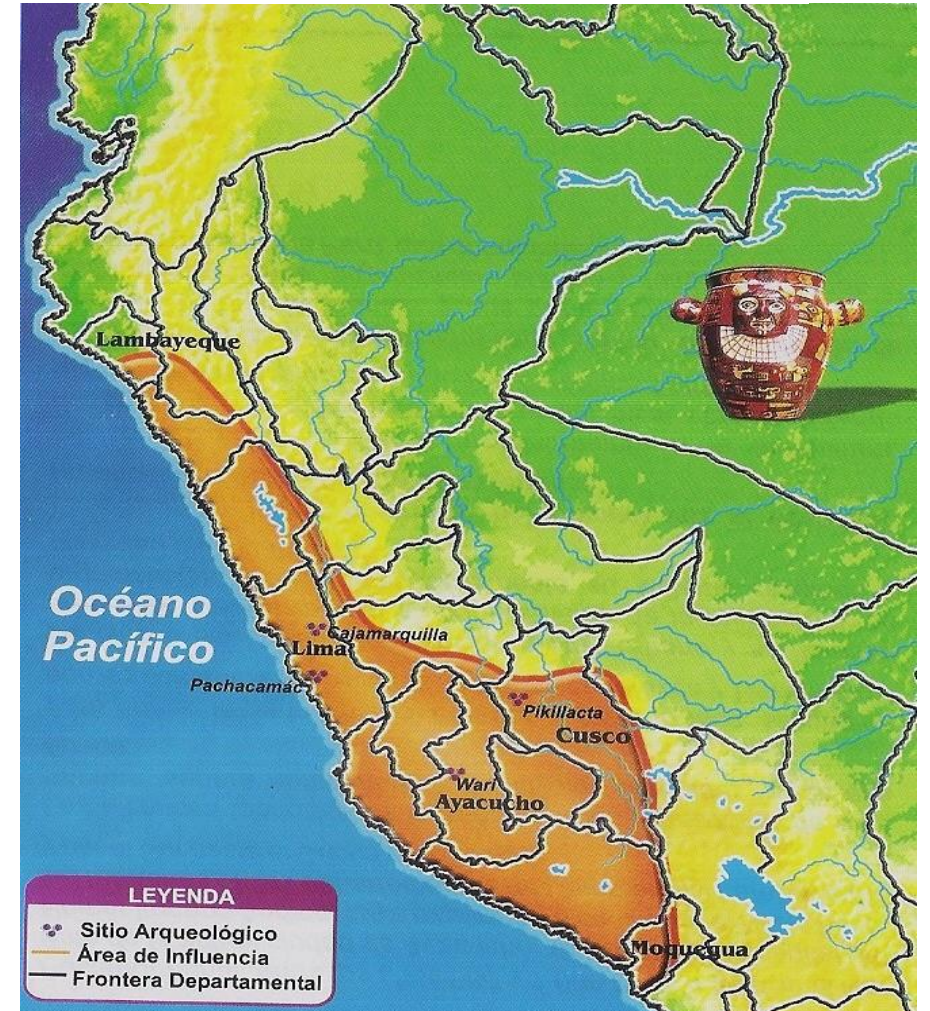 Lambayeque
Océano
Pacífico
Cajamarquilla
Lima
Pachacamac
Pikillacta
Cusco
Wari
Ayacucho
Moquegua
LEYENDA
Sitio Arqueológico
Área de Influencia
Frontera Departamental